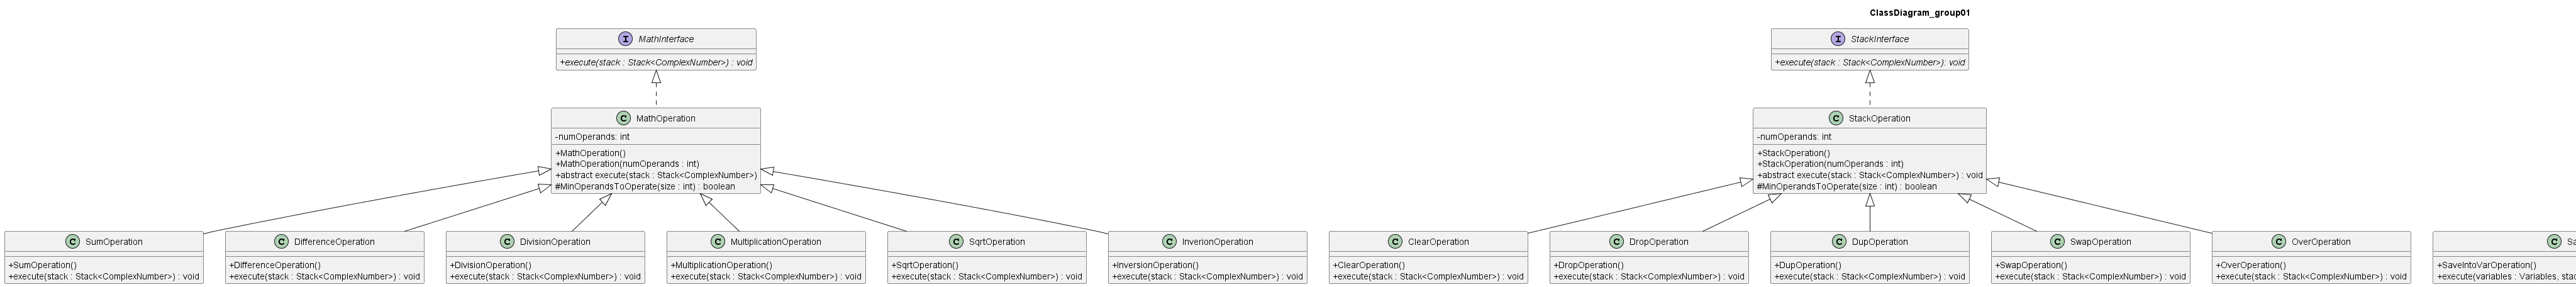 ClassDiagram_group01
MathInterface
+execute(stack : Stack<ComplexNumber>) : void
MathOperation
-numOperands: int
+MathOperation()
+MathOperation(numOperands : int)
+abstract execute(stack : Stack<ComplexNumber>)
#MinOperandsToOperate(size : int) : boolean
SumOperation
+SumOperation()
+execute(stack : Stack<ComplexNumber>) : void
DifferenceOperation
+DifferenceOperation()
+execute(stack : Stack<ComplexNumber>) : void
DivisionOperation
+DivisionOperation()
+execute(stack : Stack<ComplexNumber>) : void
MultiplicationOperation
+MultiplicationOperation()
+execute(stack : Stack<ComplexNumber>) : void
SqrtOperation
+SqrtOperation()
+execute(stack : Stack<ComplexNumber>) : void
InverionOperation
+InversionOperation()
+execute(stack : Stack<ComplexNumber>) : void
StackInterface
+execute(stack : Stack<ComplexNumber>): void
StackOperation
-numOperands: int
+StackOperation()
+StackOperation(numOperands : int)
+abstract execute(stack : Stack<ComplexNumber>) : void
#MinOperandsToOperate(size : int) : boolean
ClearOperation
+ClearOperation()
+execute(stack : Stack<ComplexNumber>) : void
DropOperation
+DropOperation()
+execute(stack : Stack<ComplexNumber>) : void
DupOperation
+DupOperation()
+execute(stack : Stack<ComplexNumber>) : void
SwapOperation
+SwapOperation()
+execute(stack : Stack<ComplexNumber>) : void
OverOperation
+OverOperation()
+execute(stack : Stack<ComplexNumber>) : void
+SaveIntoVarOperation()
+execute(variables : Variables,